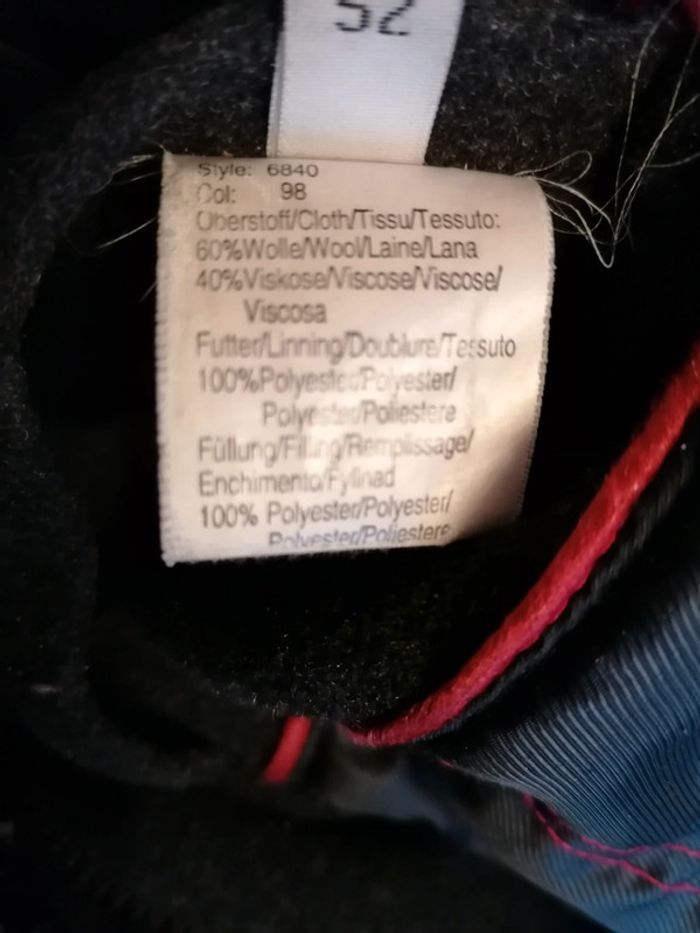 52
Style: 6840
Col: 98
Oberstoff/Cloth/Tissu/Tessuto:
60%Wolle/Wool/Laine/Lana
40%Viskose/Viscose/Viscose/
Viscosa
Futter/Linning/Doublure/Tessuto
100%Polyester/Polyester/
Polyester/Poliestere
Füllung/Filling/Remplissage/
Enchimento/Fyllnad
100% Polyester/Polyester/
Polyester/Poliestere